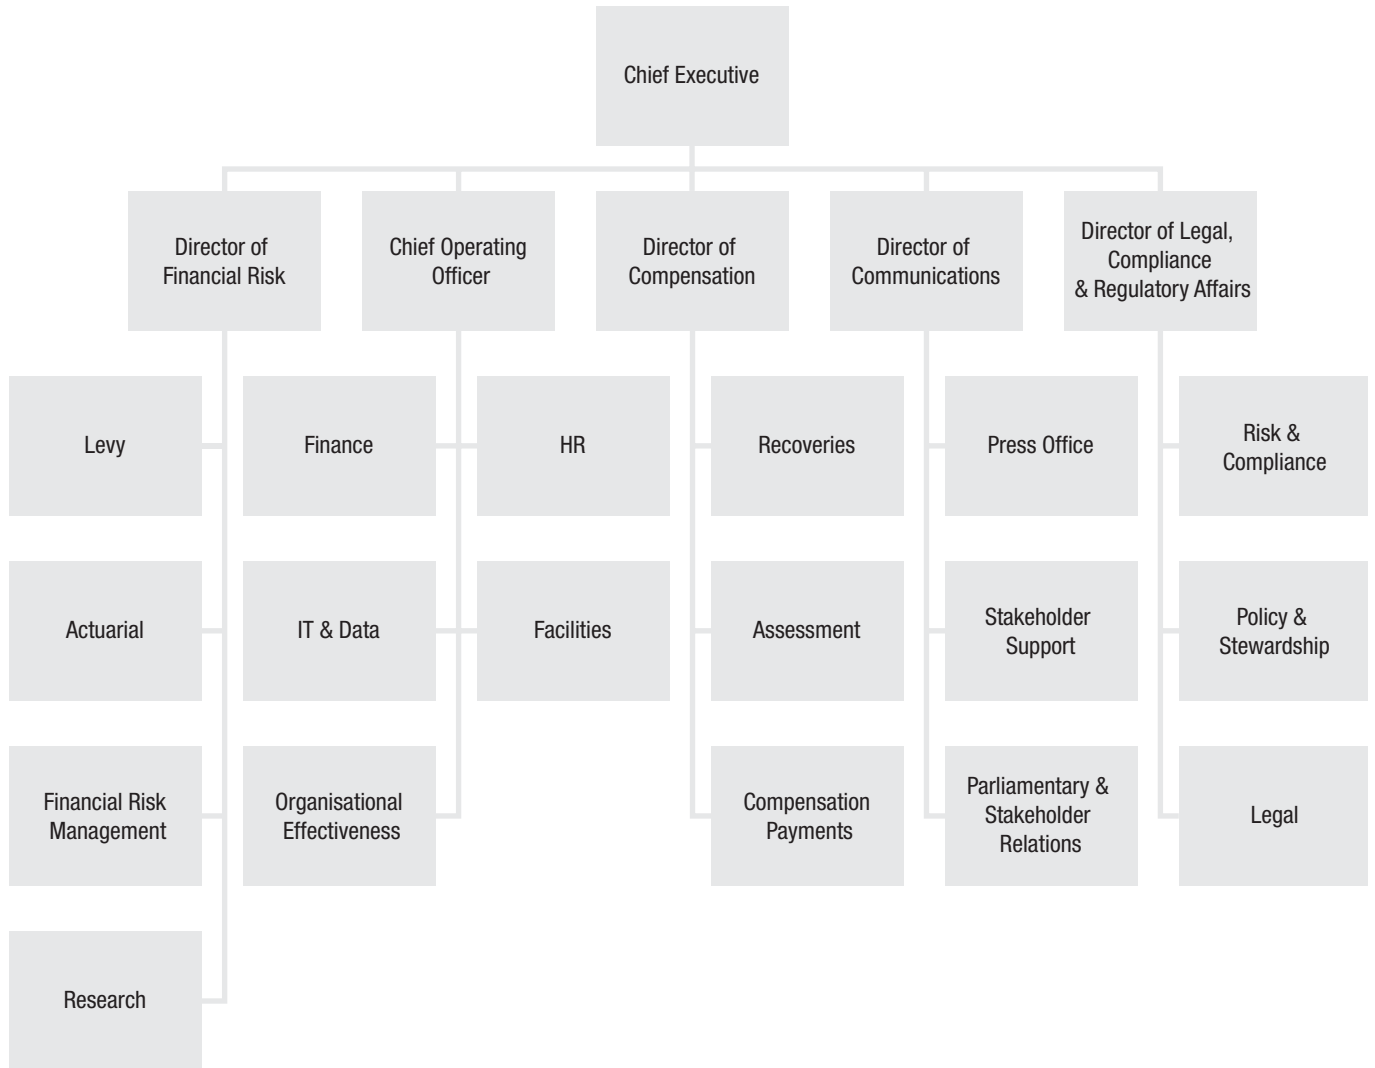 Chief Executive
Director of
Financial Risk
Chief Operating
Officer
Director of
Compensation
Director of
Communications
Director of Legal,
Compliance
& Regulatory Affairs
Levy
Finance
HR
Recoveries
Press Office
Risk &
Compliance
Actuarial
IT & Data
Facilities
Assessment
Stakeholder
Support
Policy &
Stewardship
Financial Risk
Management
Organisational
Effectiveness
Compensation
Payments
Parliamentary &
Stakeholder
Relations
Legal
Research